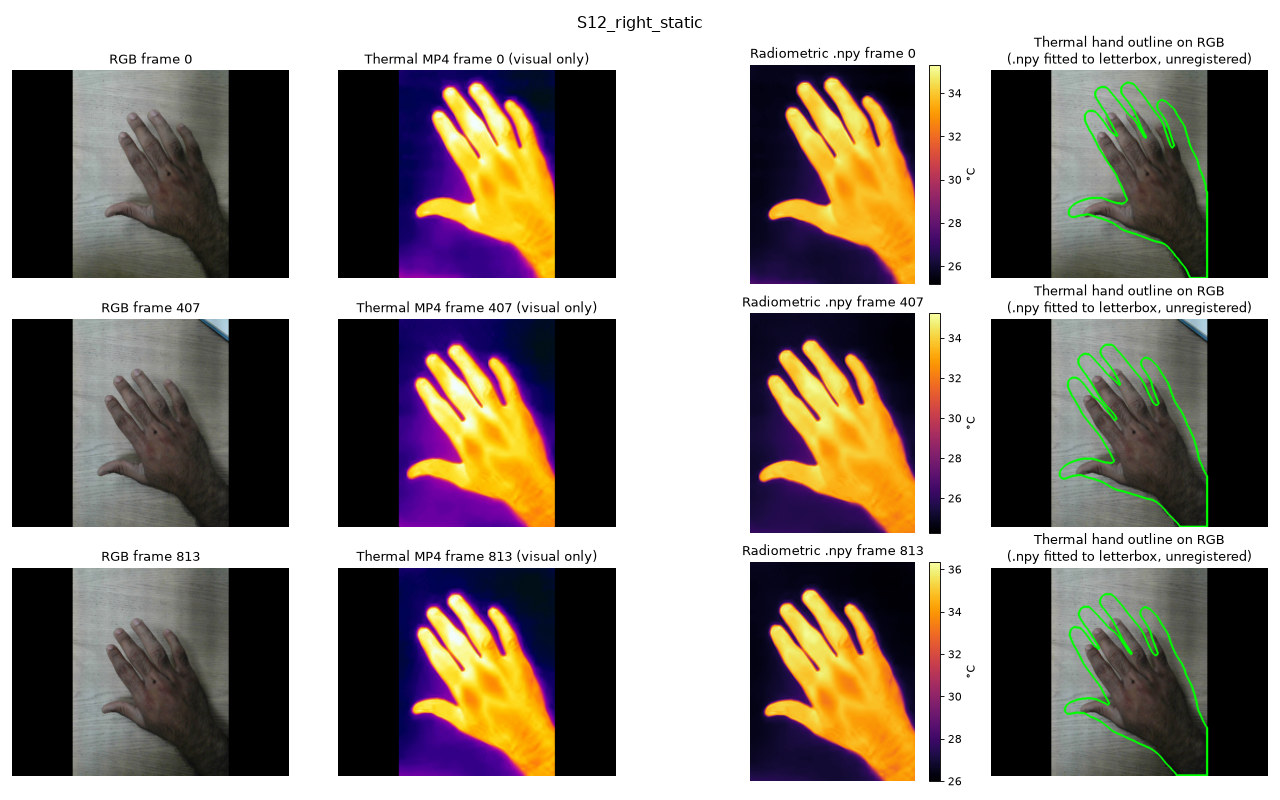 S12_right_static
RGB frame 0
Thermal MP4 frame 0 (visual only)
Radiometric .npy frame 0
Thermal hand outline on RGB
(.npy fitted to letterbox, unregistered)
34
32
30
28
26
°C
RGB frame 407
Thermal MP4 frame 407 (visual only)
Radiometric .npy frame 407
Thermal hand outline on RGB
(.npy fitted to letterbox, unregistered)
34
32
30
28
26
°C
RGB frame 813
Thermal MP4 frame 813 (visual only)
Radiometric .npy frame 813
Thermal hand outline on RGB
(.npy fitted to letterbox, unregistered)
36
34
32
30
28
26
°C